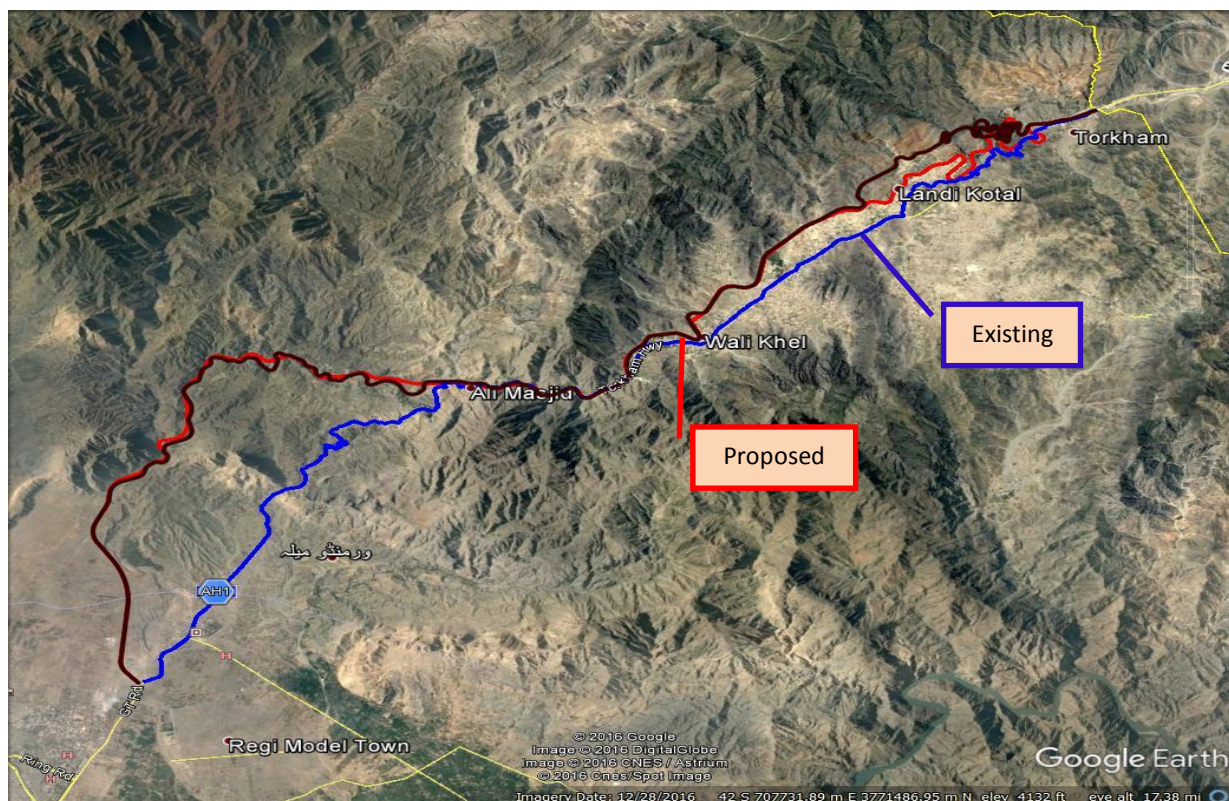 Torkham
Landi Kotal
Existing
Wali Khel
Ali Masjid
Proposed
ورمنڈو میلہ
AH1
GT Rd
Regi Model Town
Ring Rd
© 2016 Google
Image © 2016 DigitalGlobe
Image © 2016 CNES / Astrium
© 2016 Cnes/Spot Image
Google Earth
Imagery Date: 12/28/2016 42 S 707731.89 m E 3771486.95 m N elev 4132 ft eye alt 17.38 mi